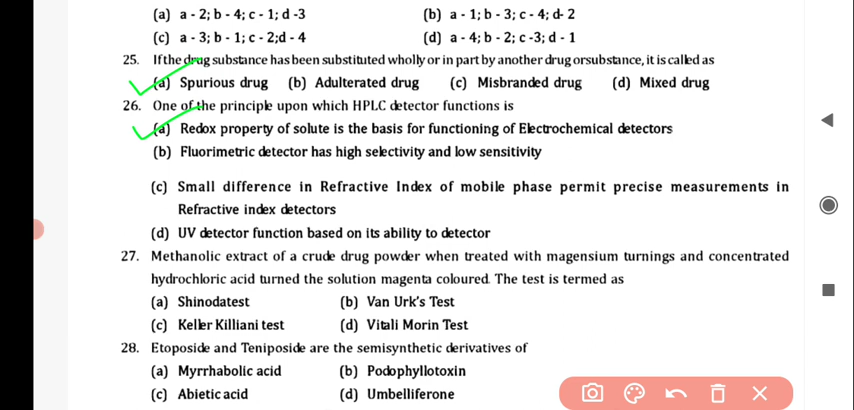 (a) a - 2; b - 4; c - 1; d -3 (b) a - 1; b - 3; c - 4; d- 2
(c) a - 3; b - 1; c - 2;d - 4 (d) a - 4; b - 2; c -3; d - 1
25. Ifthe drug substance has been substituted wholly or in part by another drug orsubstance, it is called as
(a) Spurious drug (b) Adulterated drug (c) Misbranded drug (d) Mixed drug
26. One of the principle upon which HPLC detector functions is
(a) Redox property of solute is the basis for functioning of Electrochemical detectors
(b) Fluorimetric detector has high selectivity and low sensitivity
(c) Small difference in Refractive Index of mobile phase permit precise measurements in
Refractive index detectors
(d) UV detector function based on its ability to detector
27. Methanolic extract of a crude drug powder when treated with magensium turnings and concentrated
hydrochloric acid turned the solution magenta coloured. The test is termed as
(a) Shinodatest (b) Van Urk's Test
(c) Keller Killiani test (d) Vitali Morin Test
28. Etoposide and Teniposide are the semisynthetic derivatives of
(a) Myrrhabolic acid (b) Podophyllotoxin
(c) Abietic acid (d) Umbelliferone